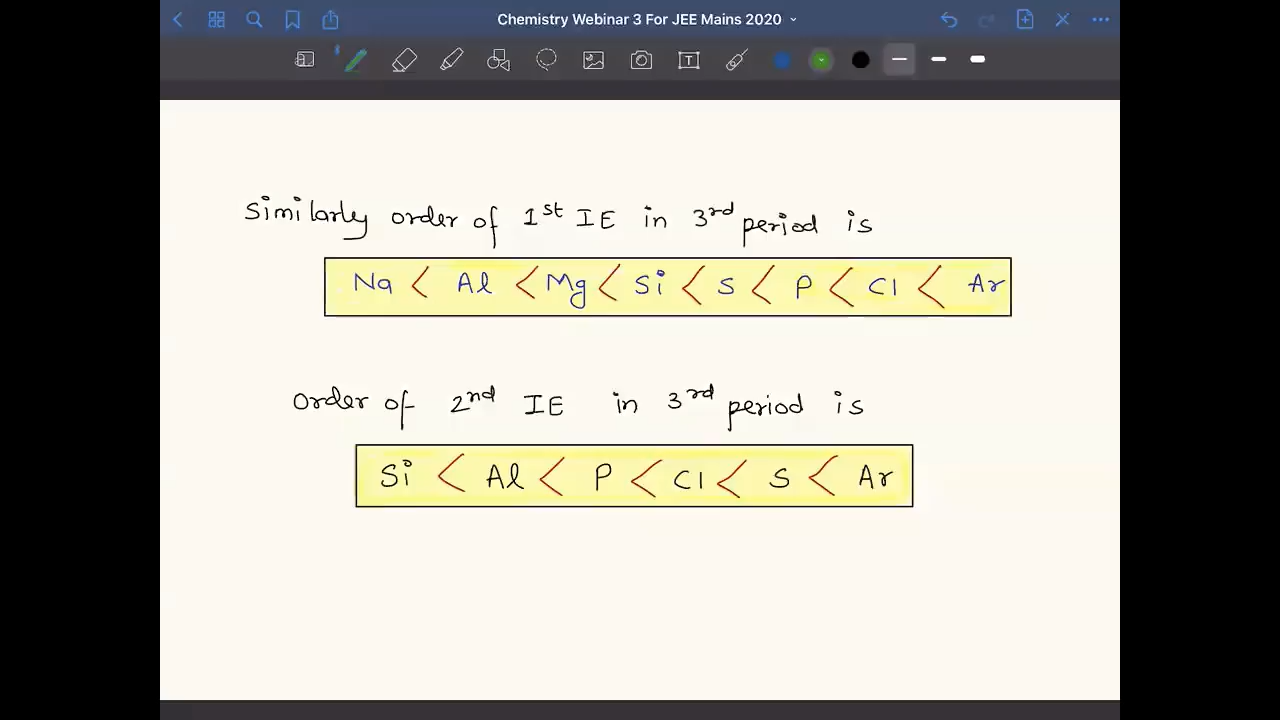 Chemistry Webinar 3 For JEE Mains 2020
T
Similarly order of 1st IE in 3rd period is
Na < Al < Mg < Si < S < P < Cl < Ar
Order of 2nd IE in 3rd period is
Si < Al < P < Cl < S < Ar